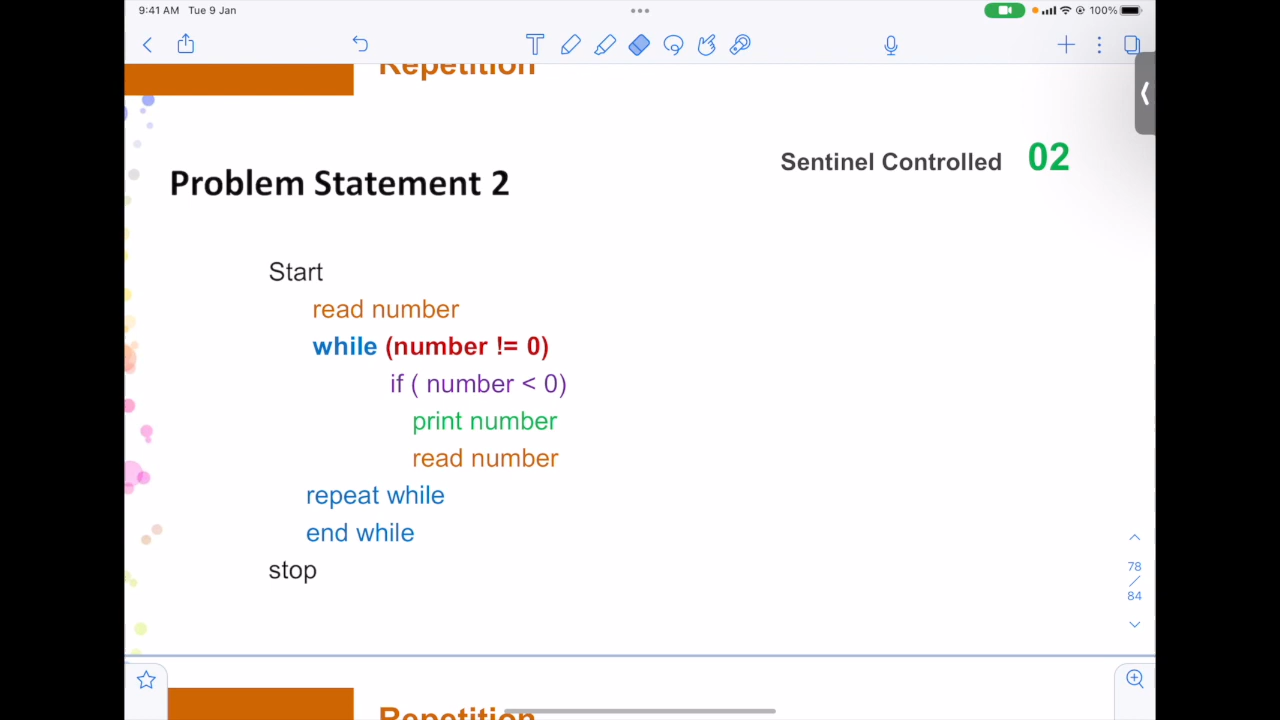 9:41 AM Tue 9 Jan
100%
Repetition
Sentinel Controlled 02
Problem Statement 2
Start
read number
while (number != 0)
if ( number < 0)
print number
read number
repeat while
end while
stop
78
/
84
Repetition